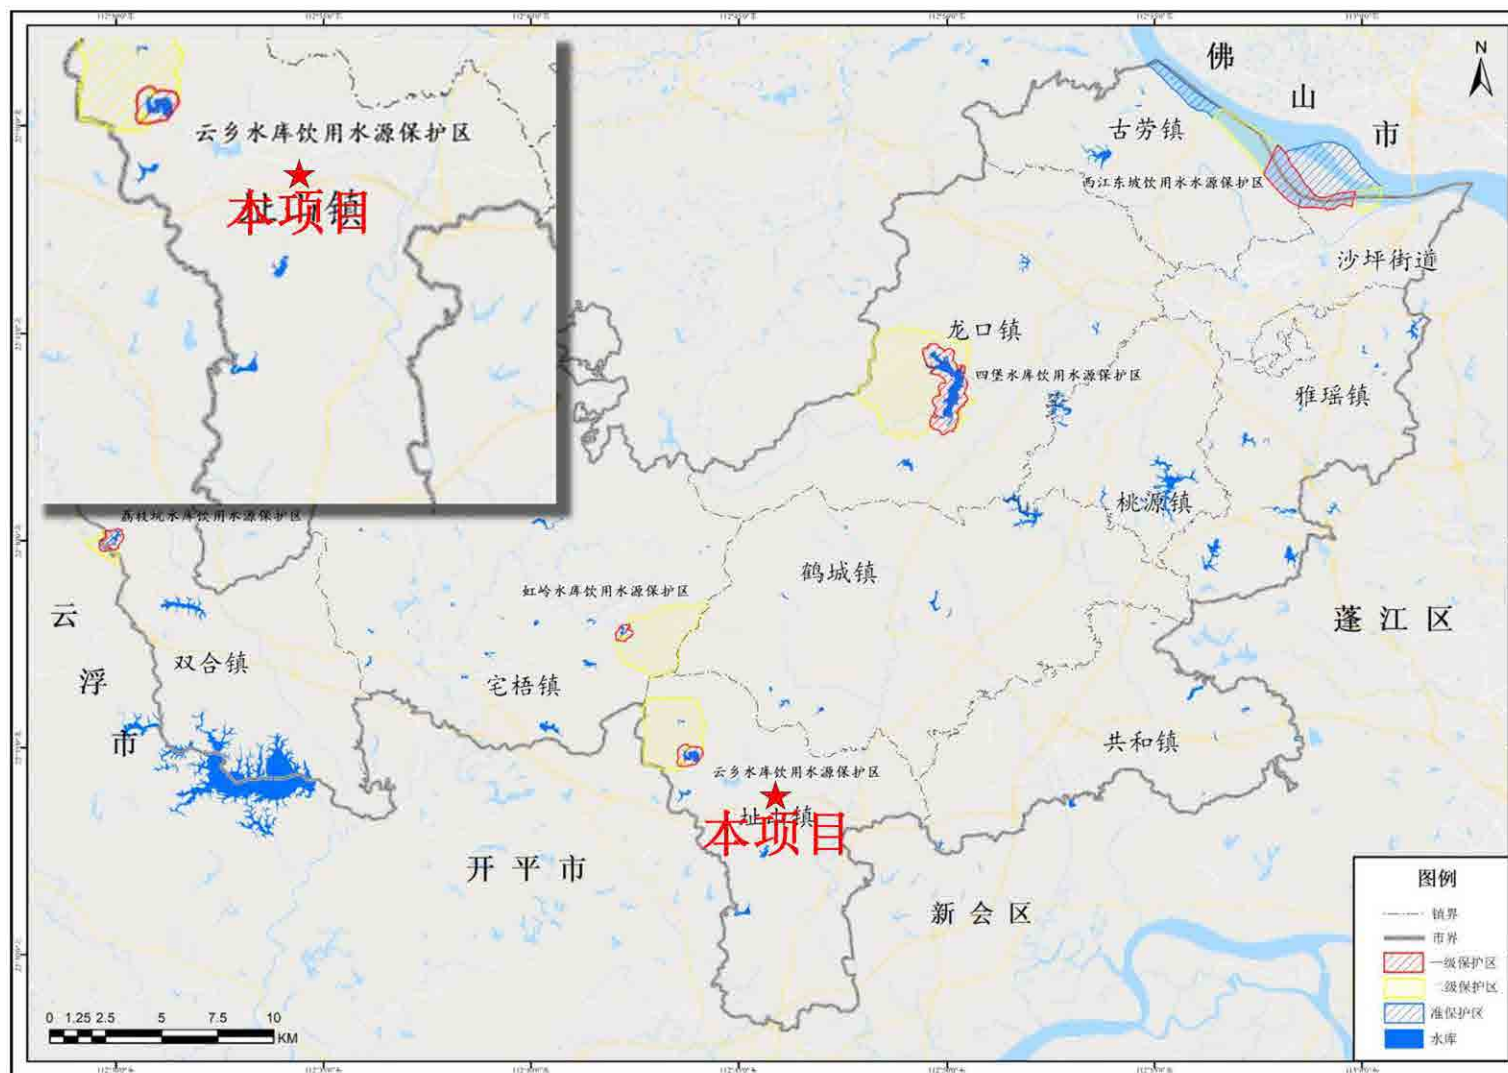 云乡水库饮用水源保护区
址山镇
本项目
N
佛山市
古劳镇
西江东坡饮用水水源保护区
沙坪街道
龙口镇
四堡水库饮用水源保护区
雅瑶镇
桃源镇
荔枝坑水库饮用水源保护区
鹤城镇
虹岭水库饮用水源保护区
云浮市
双合镇
宅梧镇
蓬江区
共和镇
云乡水库饮用水源保护区
址山镇
本项目
开平市
新会区
图例
镇界
市界
一级保护区
二级保护区
准保护区
水库
0 1.25 2.5 5 7.5 10
KM